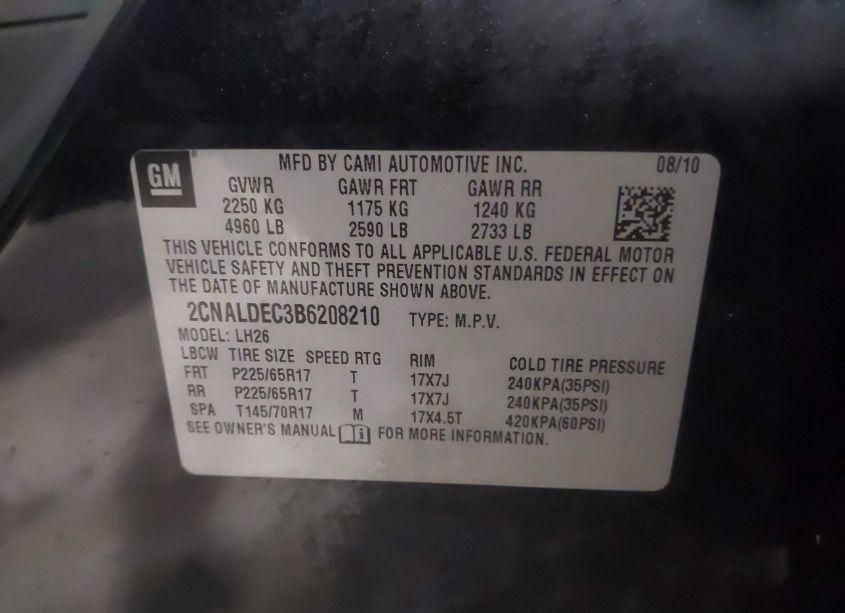 GM
MFD BY CAMI AUTOMOTIVE INC. 08/10
GVWR GAWR FRT GAWR RR
2250 KG 1175 KG 1240 KG
4960 LB 2590 LB 2733 LB
THIS VEHICLE CONFORMS TO ALL APPLICABLE U.S. FEDERAL MOTOR
VEHICLE SAFETY AND THEFT PREVENTION STANDARDS IN EFFECT ON
THE DATE OF MANUFACTURE SHOWN ABOVE.
2CNALDEC3B6208210 TYPE: M.P.V.
MODEL: LH26
LBCW TIRE SIZE SPEED RTG RIM COLD TIRE PRESSURE
FRT P225/65R17 T 17X7J 240KPA(35PSI)
RR P225/65R17 T 17X7J 240KPA(35PSI)
SPA T145/70R17 M 17X4.5T 420KPA(60PSI)
SEE OWNER'S MANUAL i FOR MORE INFORMATION.